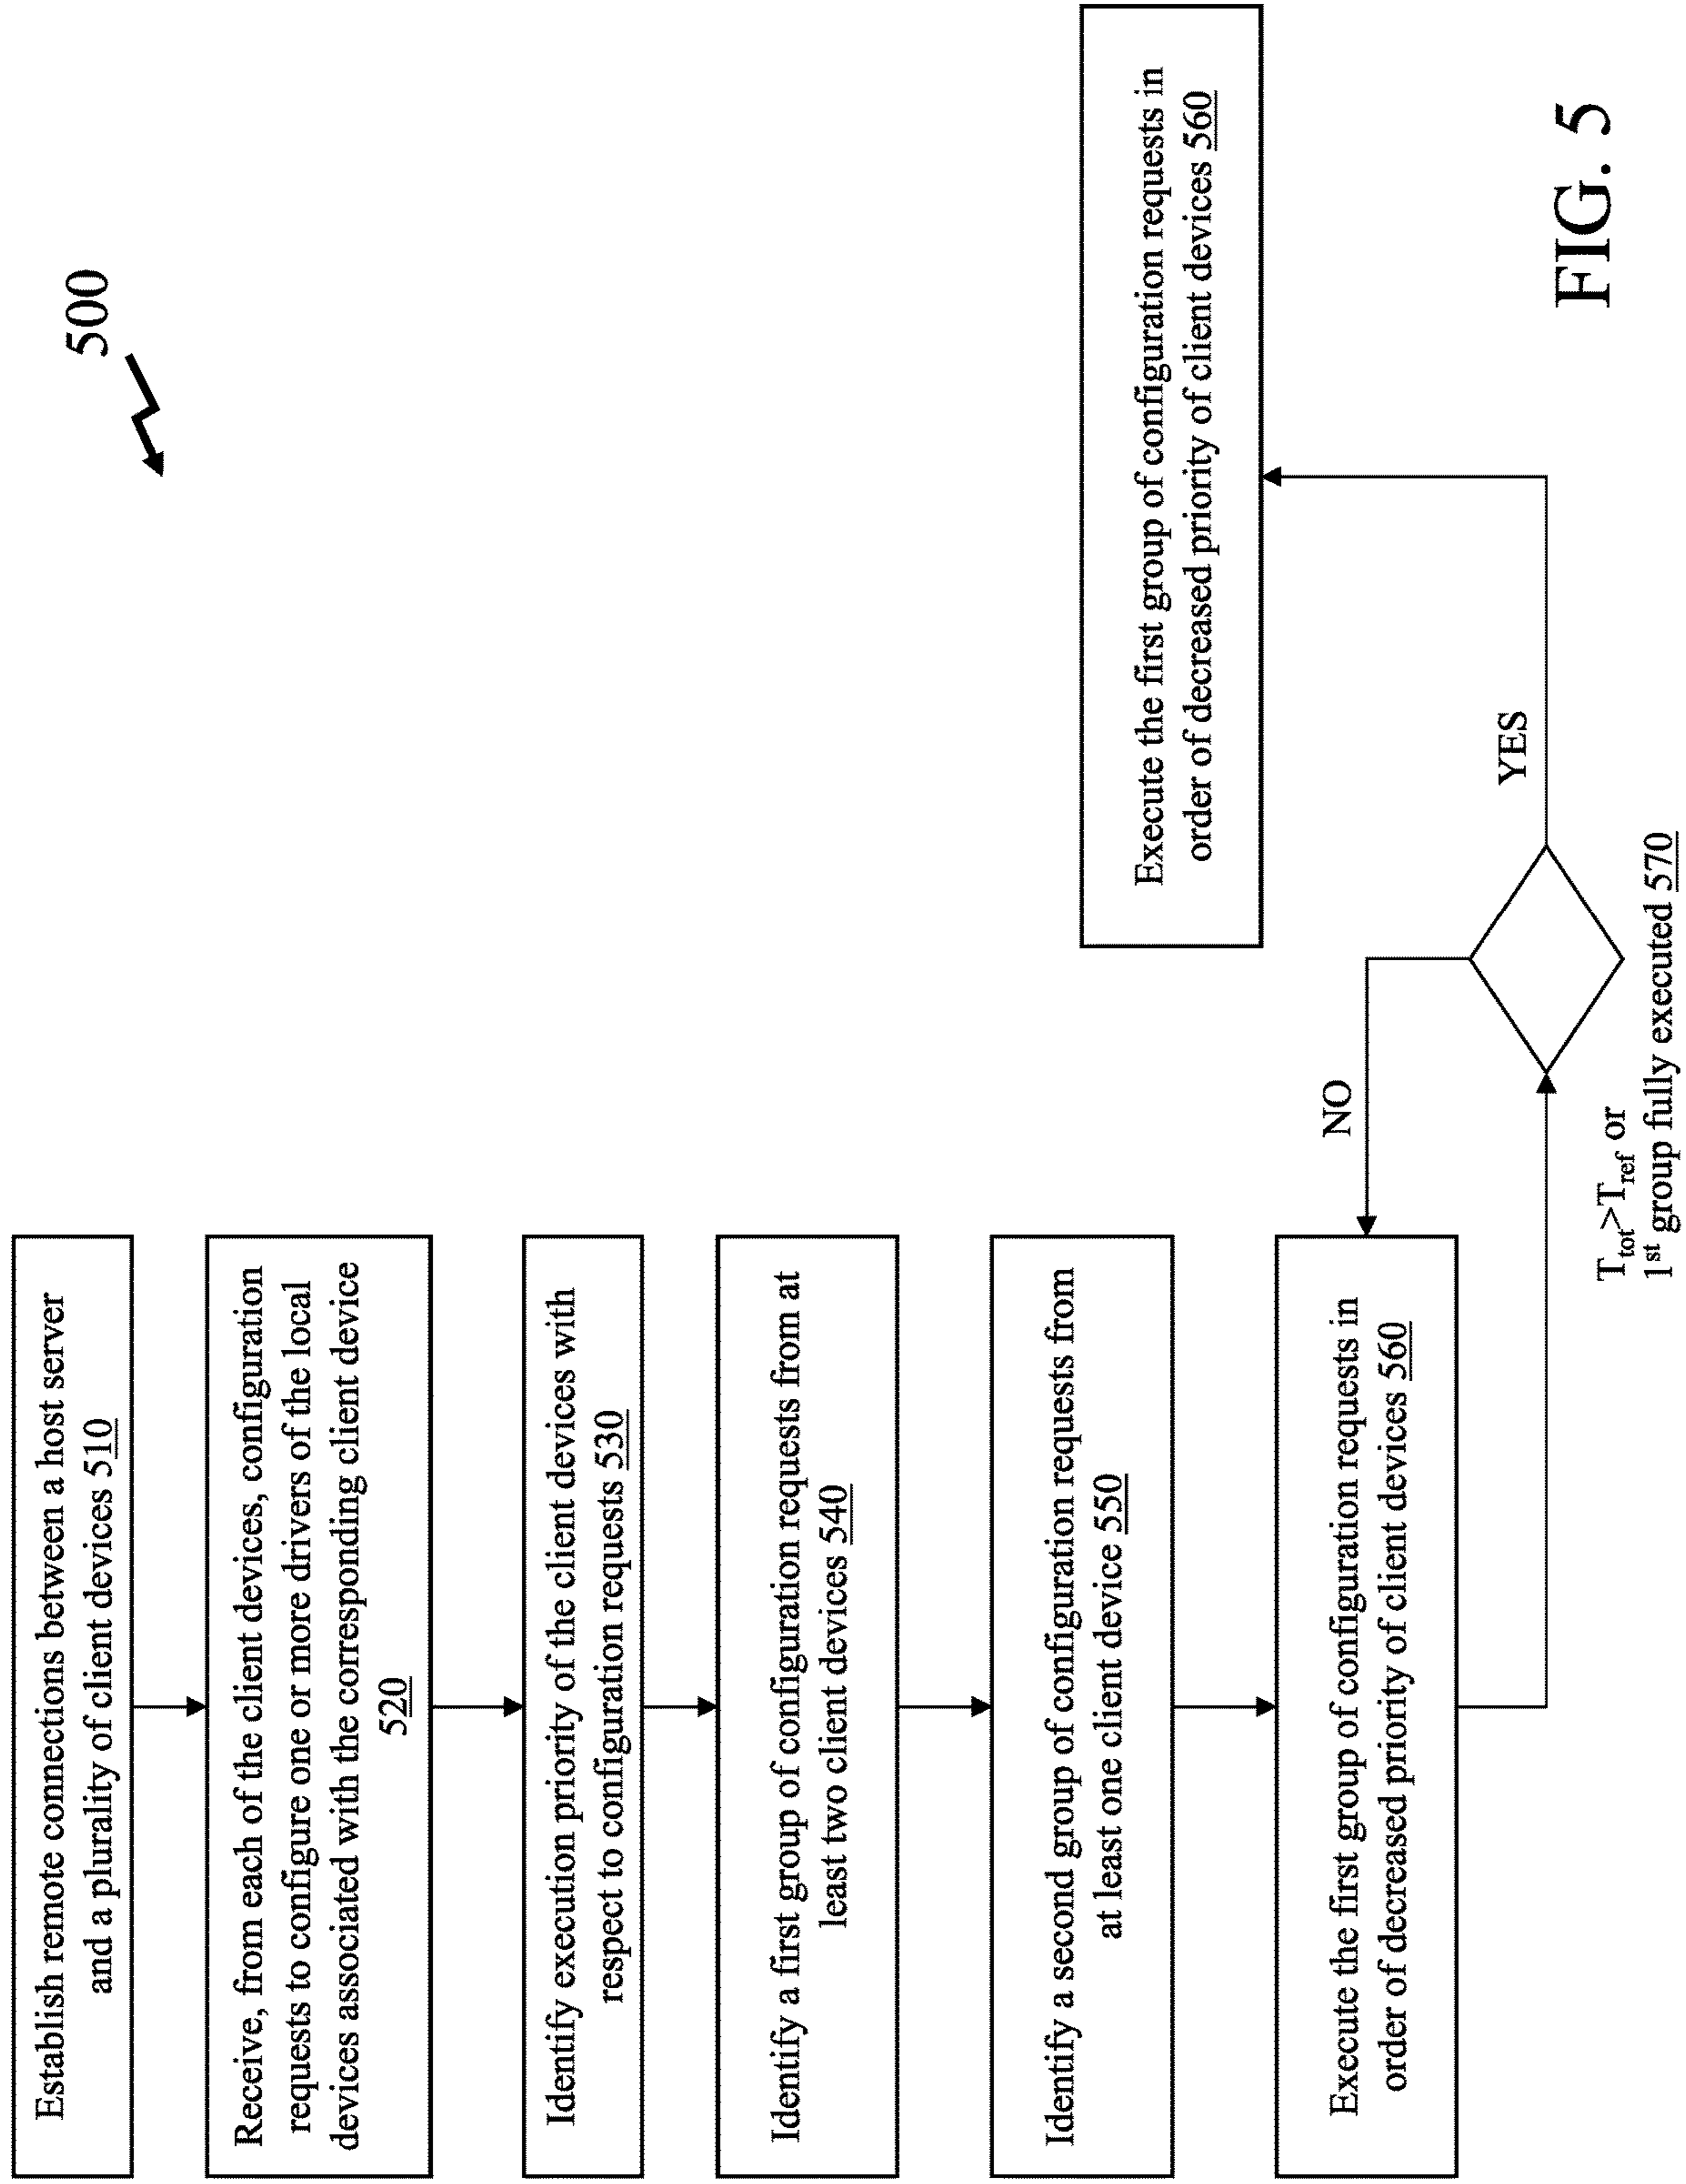 500
Establish remote connections between a host server
and a plurality of client devices 510
Receive, from each of the client devices, configuration
requests to configure one or more drivers of the local
devices associated with the corresponding client device
520
Identify execution priority of the client devices with
respect to configuration requests 530
Identify a first group of configuration requests from at
least two client devices 540
Identify a second group of configuration requests from
at least one client device 550
Execute the first group of configuration requests in
order of decreased priority of client devices 560
NO
T_tot>T_ref or
1st group fully executed 570
YES
Execute the first group of configuration requests in
order of decreased priority of client devices 560
FIG. 5